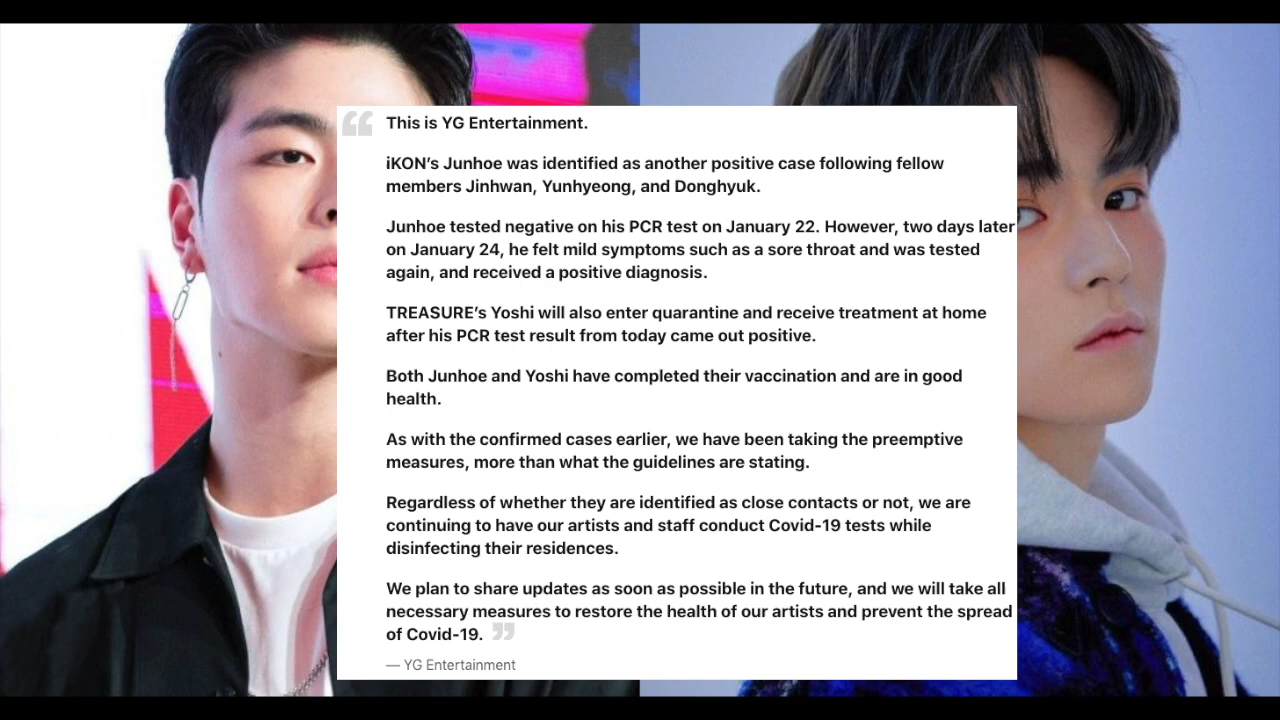 This is YG Entertainment.
iKON’s Junhoe was identified as another positive case following fellow
members Jinhwan, Yunhyeong, and Donghyuk.
Junhoe tested negative on his PCR test on January 22. However, two days later
on January 24, he felt mild symptoms such as a sore throat and was tested
again, and received a positive diagnosis.
TREASURE’s Yoshi will also enter quarantine and receive treatment at home
after his PCR test result from today came out positive.
Both Junhoe and Yoshi have completed their vaccination and are in good
health.
As with the confirmed cases earlier, we have been taking the preemptive
measures, more than what the guidelines are stating.
Regardless of whether they are identified as close contacts or not, we are
continuing to have our artists and staff conduct Covid-19 tests while
disinfecting their residences.
We plan to share updates as soon as possible in the future, and we will take all
necessary measures to restore the health of our artists and prevent the spread
of Covid-19.
— YG Entertainment